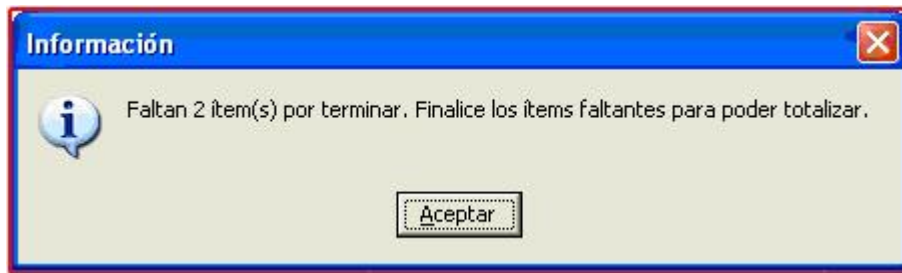 Información
Faltan 2 ítem(s) por terminar. Finalice los ítems faltantes para poder totalizar.
Aceptar